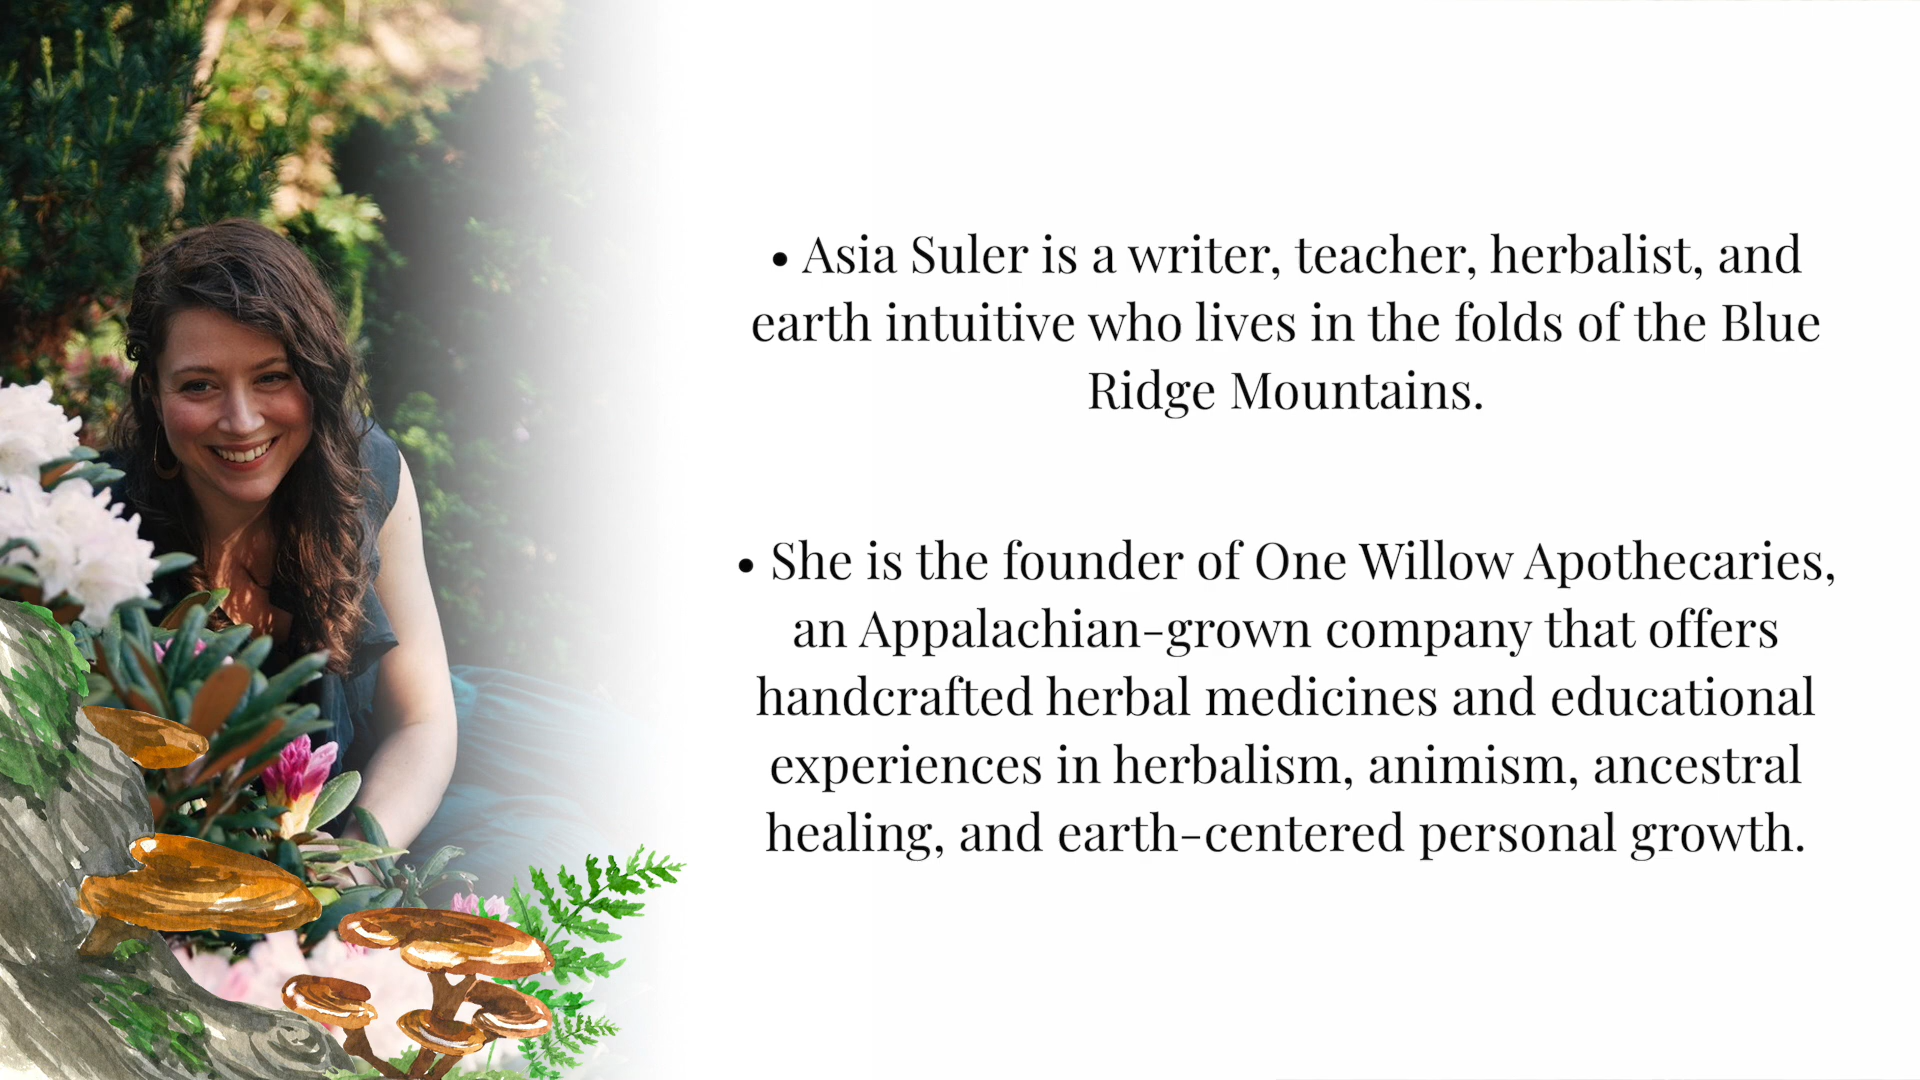 • Asia Suler is a writer, teacher, herbalist, and
earth intuitive who lives in the folds of the Blue
Ridge Mountains.
• She is the founder of One Willow Apothecaries,
an Appalachian-grown company that offers
handcrafted herbal medicines and educational
experiences in herbalism, animism, ancestral
healing, and earth-centered personal growth.